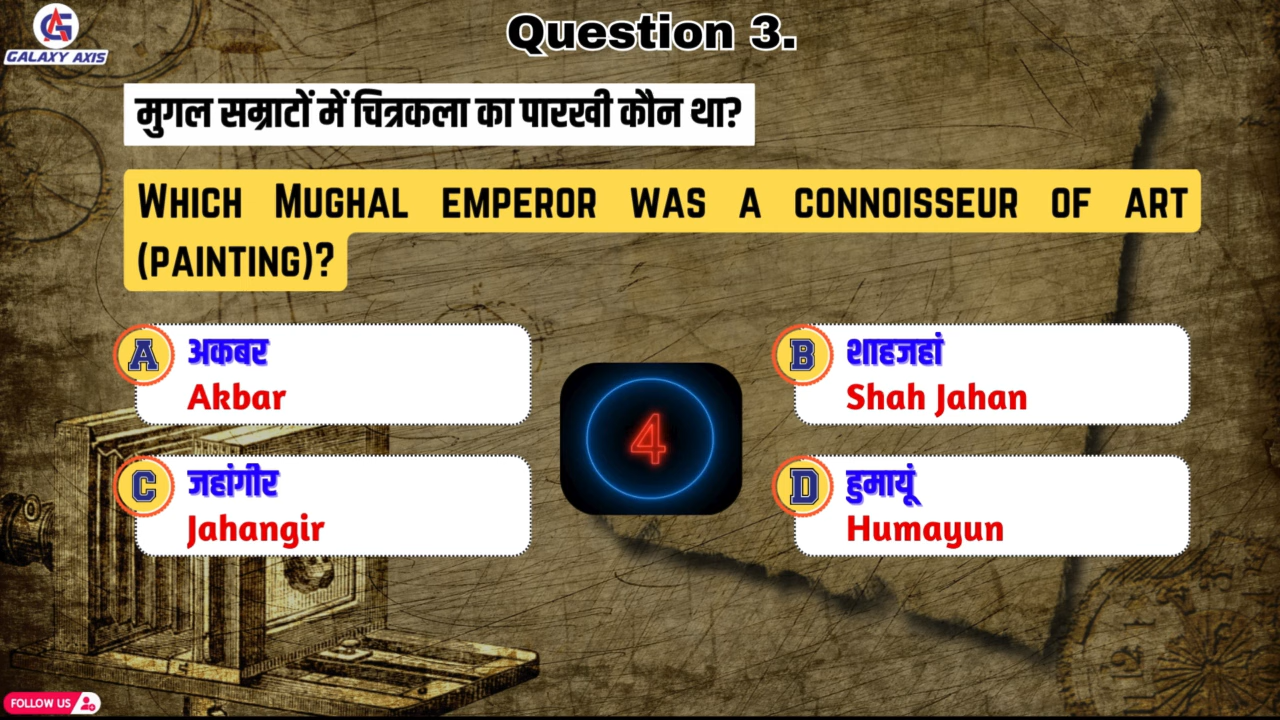 GALAXY AXIS
Question 3.
मुगल सम्राटों में चित्रकला का पारखी कौन था?
WHICH MUGHAL EMPEROR WAS A CONNOISSEUR OF ART
(PAINTING)?
A अकबर
Akbar
B शाहजहां
Shah Jahan
4
C जहांगीर
Jahangir
D हुमायूं
Humayun
FOLLOW US